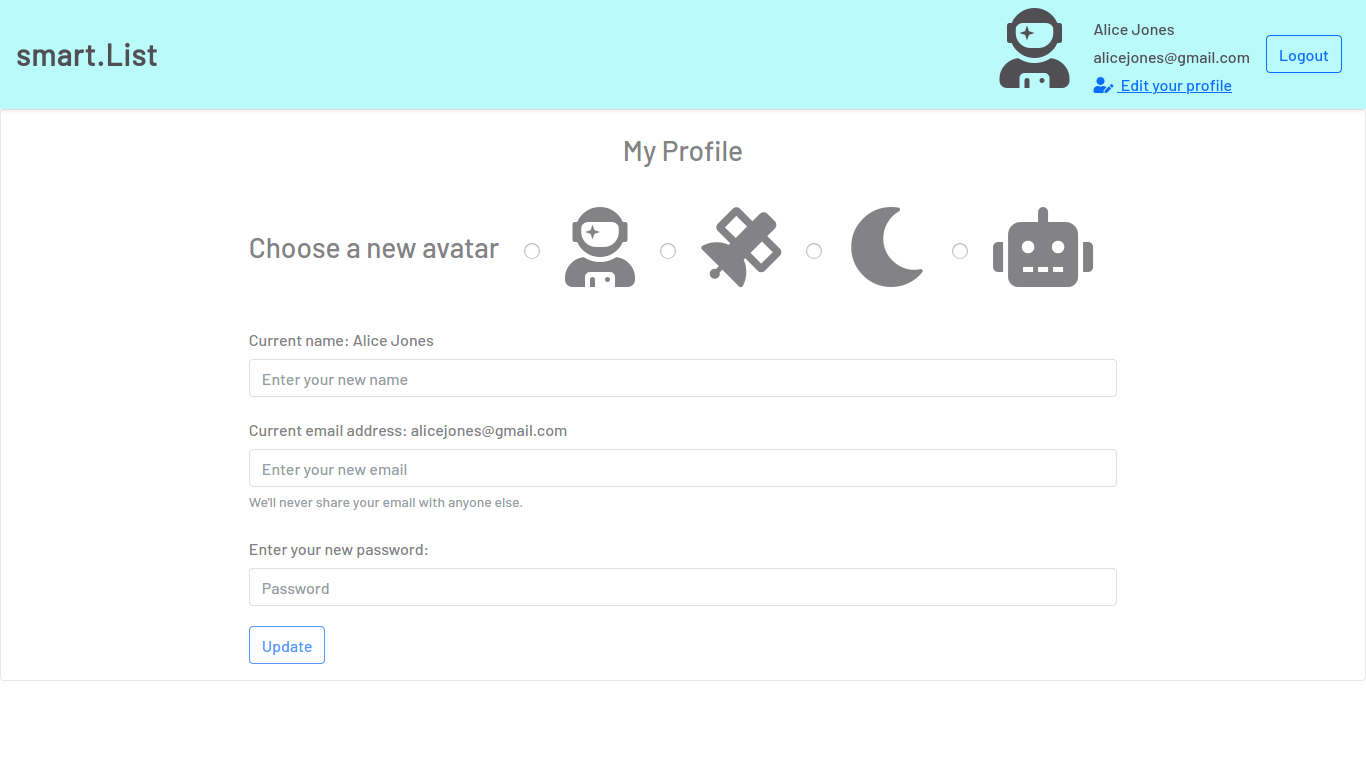 smart.List
Alice Jones
alicejones@gmail.com
Edit your profile
Logout
My Profile
Choose a new avatar
Current name: Alice Jones
Enter your new name
Current email address: alicejones@gmail.com
Enter your new email
We'll never share your email with anyone else.
Enter your new password:
Password
Update